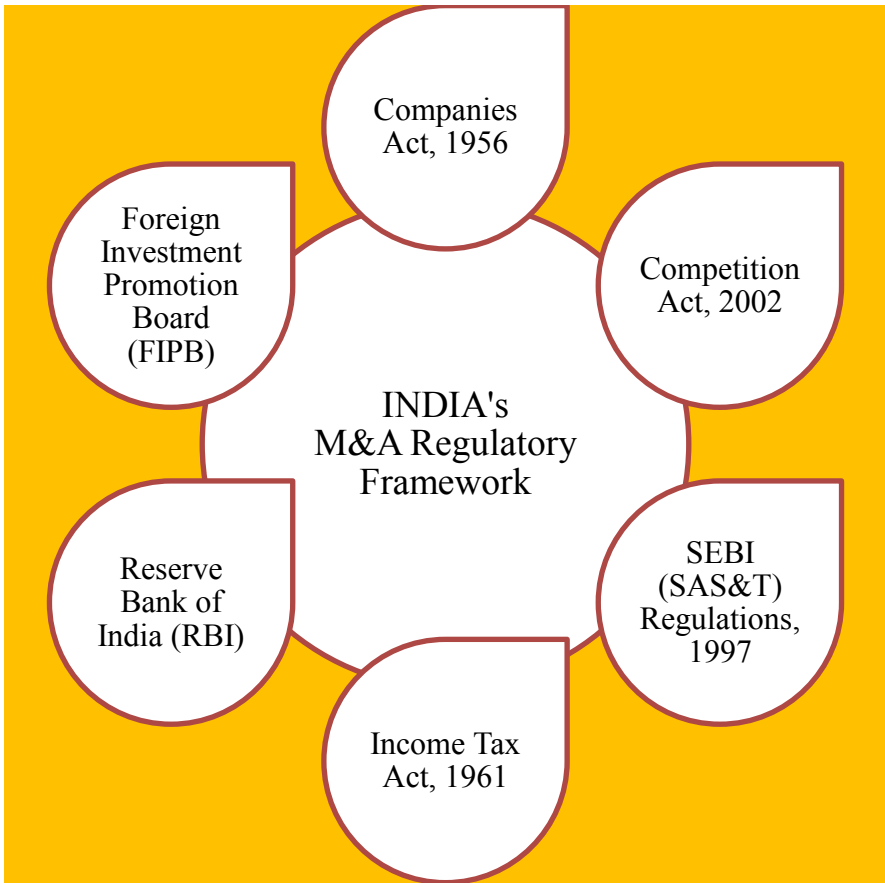 Companies
Act, 1956
Foreign
Investment
Promotion
Board
(FIPB)
Competition
Act, 2002
INDIA's
M&A Regulatory
Framework
Reserve
Bank of
India (RBI)
SEBI
(SAS&T)
Regulations,
1997
Income Tax
Act, 1961